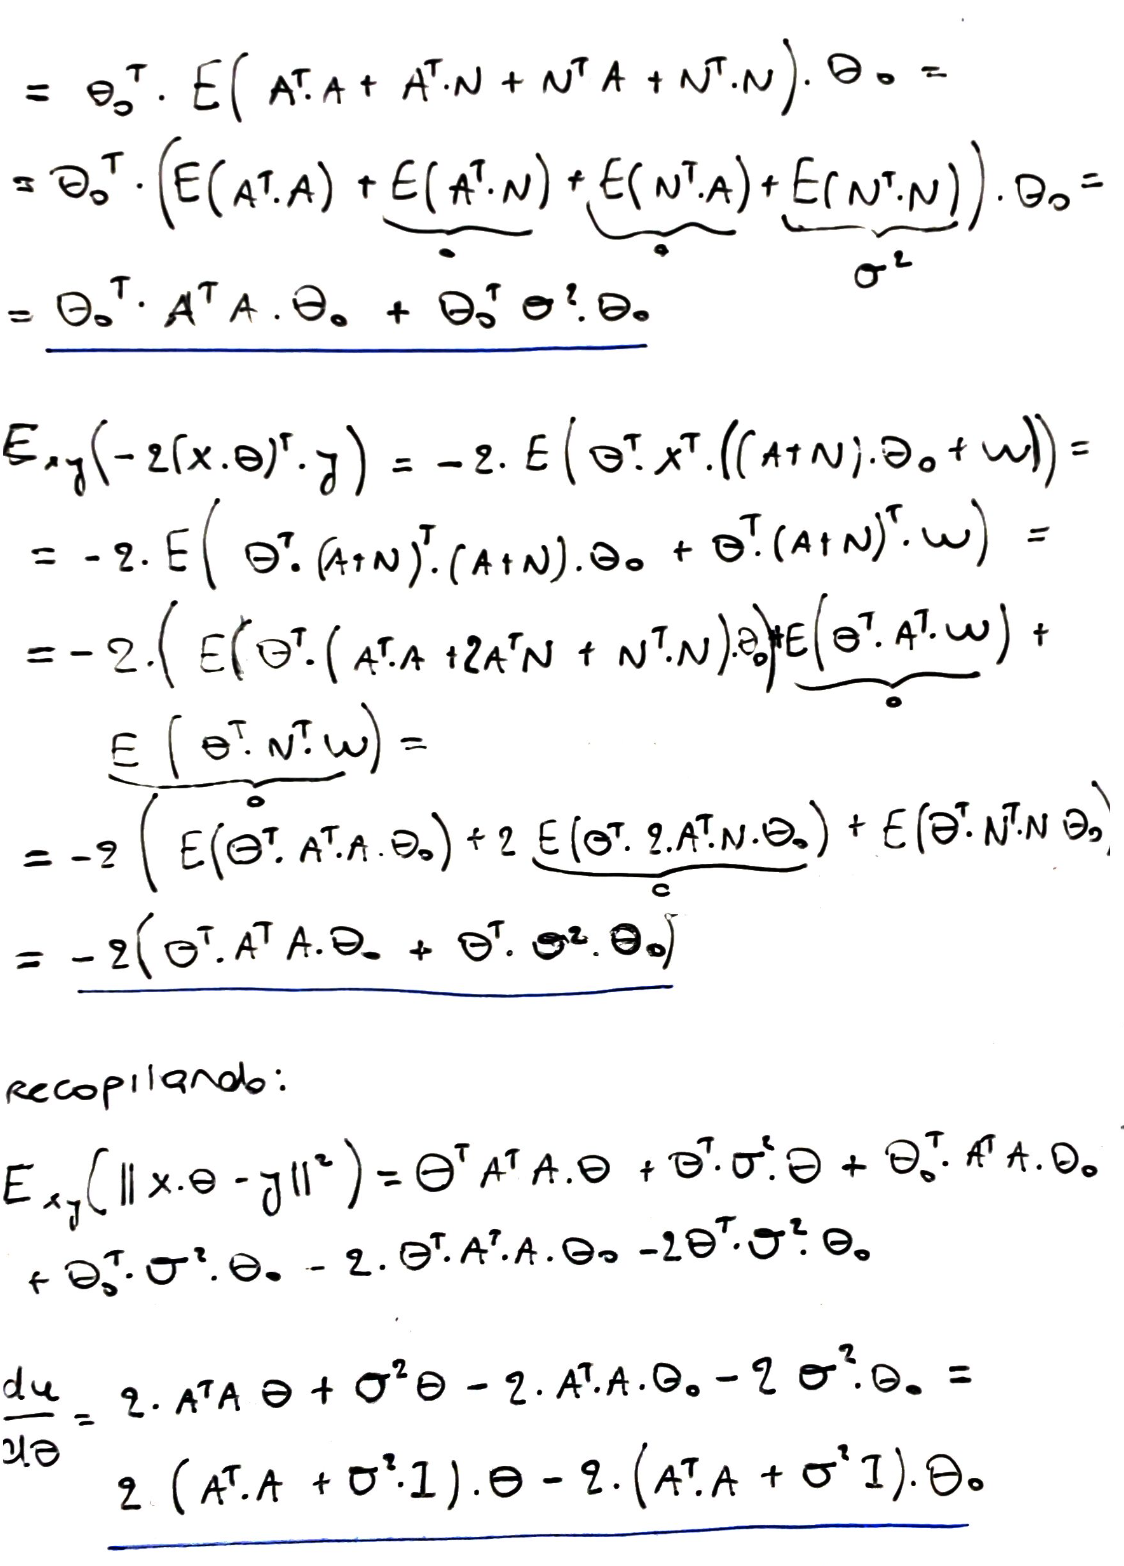 = θ₀ᵀ · E( Aᵀ·A + Aᵀ·N + Nᵀ A + Nᵀ·N ) · θ₀ =
= θ₀ᵀ · (E(Aᵀ·A) + E(Aᵀ·N) + E(Nᵀ·A) + E(Nᵀ·N)) · θ₀ =
0 0 σ²
= θ₀ᵀ · Aᵀ A · θ₀ + θ₀ᵀ σ² · θ₀
E x,y (-2(x·θ)ᵀ·y) = -2 · E( θᵀ·xᵀ·((A+N)·θ₀ + w)) =
= -2 · E( θᵀ·(A+N)ᵀ·(A+N)·θ₀ + θᵀ·(A+N)ᵀ·w ) =
= -2·( E(θᵀ·(Aᵀ·A + 2AᵀN + Nᵀ·N)·θ₀) + E(θᵀ·Aᵀ·w) +
0
E (θᵀ·Nᵀ·w) =
0
= -2 ( E(θᵀ·Aᵀ·A·θ₀) + 2 E(θᵀ·2·Aᵀ·N·θ₀) + E(θᵀ·Nᵀ·N θ₀)
0
= -2( θᵀ·Aᵀ A·θ₀ + θᵀ·σ²·θ₀)
Recopilando:
E x,y (‖x·θ - y‖²) = θᵀ Aᵀ A·θ + θᵀ·σ²·θ + θ₀ᵀ·Aᵀ A·θ₀
+ θ₀ᵀ·σ²·θ₀ - 2·θᵀ·Aᵀ·A·θ₀ - 2θᵀ·σ²·θ₀
du/dθ = 2·AᵀA θ + σ²θ - 2·Aᵀ·A·θ₀ - 2 σ²·θ₀ =
2 (Aᵀ·A + σ²·I)·θ - 2·(Aᵀ·A + σ² I)·θ₀